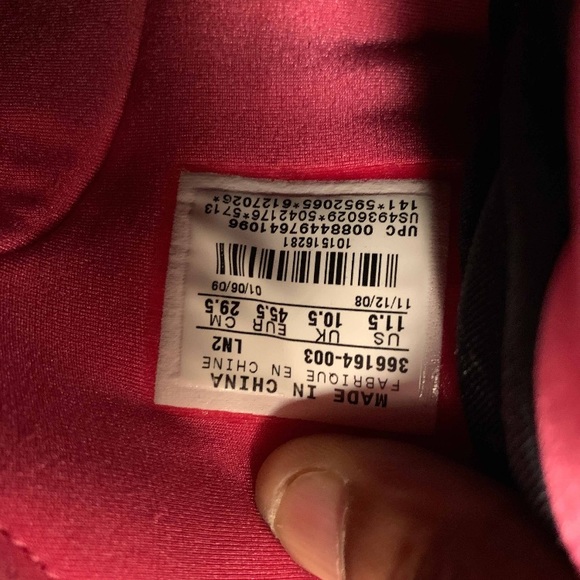 MADE IN CHINA
FABRIQUE EN CHINE
366164-003 LN2
US UK EUR CM
11.5 10.5 45.5 29.5
11/12/08 01/06/09
101516281
UPC 00884497641096
US4936029*5042176*5713
141*5952065*6127026*